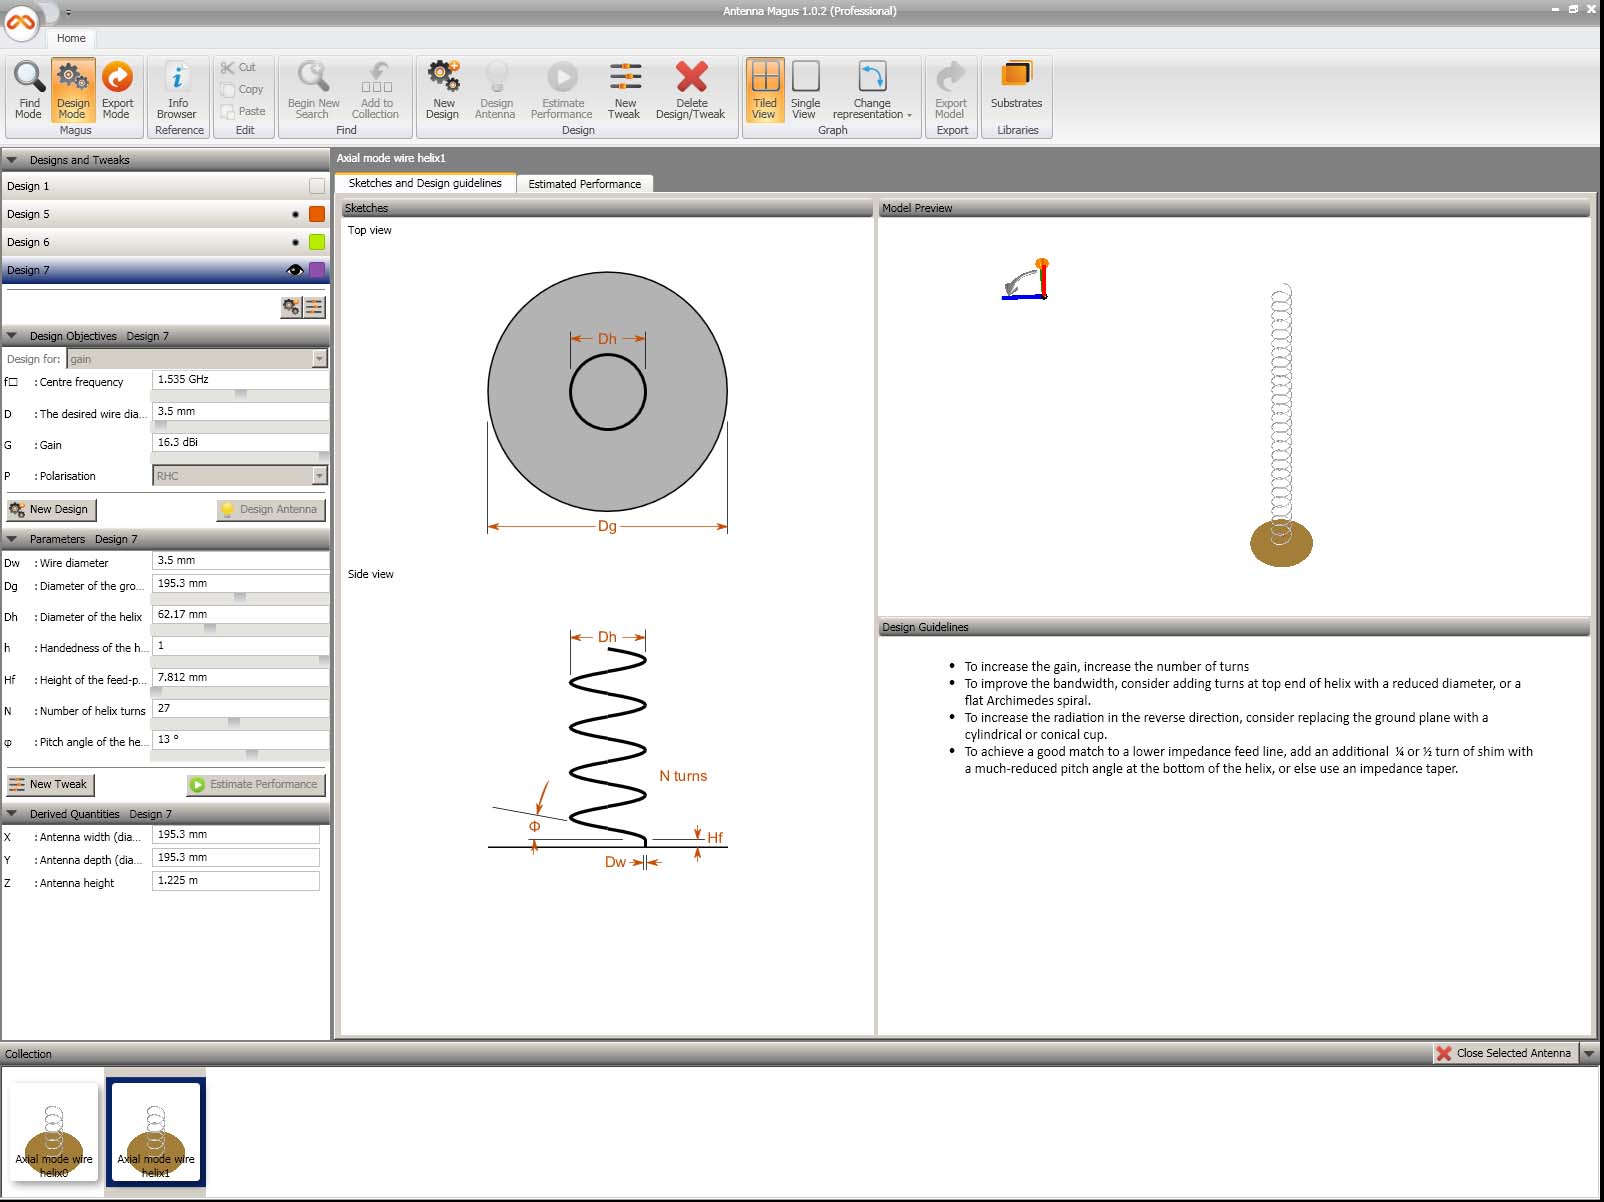 Antenna Magus 1.0.2 (Professional)
Home
Find Mode
Design Mode
Export Mode
Magus
Info Browser
Reference
Cut
Copy
Paste
Edit
Begin New Search
Add to Collection
Find
New Design
Design Antenna
Estimate Performance
New Tweak
Delete Design/Tweak
Design
Tiled View
Single View
Change representation
Graph
Export Model
Export
Substrates
Libraries
Designs and Tweaks
Design 1
Design 5
Design 6
Design 7
Design Objectives Design 7
Design for: gain
f□ : Centre frequency 1.535 GHz
D : The desired wire dia... 3.5 mm
G : Gain 16.3 dBi
P : Polarisation RHC
New Design
Design Antenna
Parameters Design 7
Dw : Wire diameter 3.5 mm
Dg : Diameter of the gro... 195.3 mm
Dh : Diameter of the helix 62.17 mm
h : Handedness of the h... 1
Hf : Height of the feed-p... 7.812 mm
N : Number of helix turns 27
φ : Pitch angle of the he... 13 °
New Tweak
Estimate Performance
Derived Quantities Design 7
X : Antenna width (dia... 195.3 mm
Y : Antenna depth (dia... 195.3 mm
Z : Antenna height 1.225 m
Axial mode wire helix1
Sketches and Design guidelines
Estimated Performance
Sketches
Top view
Dh
Dg
Side view
Dh
N turns
Φ
Hf
Dw
Model Preview
Design Guidelines
• To increase the gain, increase the number of turns
• To improve the bandwidth, consider adding turns at top end of helix with a reduced diameter, or a
flat Archimedes spiral.
• To increase the radiation in the reverse direction, consider replacing the ground plane with a
cylindrical or conical cup.
• To achieve a good match to a lower impedance feed line, add an additional ¼ or ½ turn of shim with
a much-reduced pitch angle at the bottom of the helix, or else use an impedance taper.
Collection
Close Selected Antenna
Axial mode wire
helix0
Axial mode wire
helix1